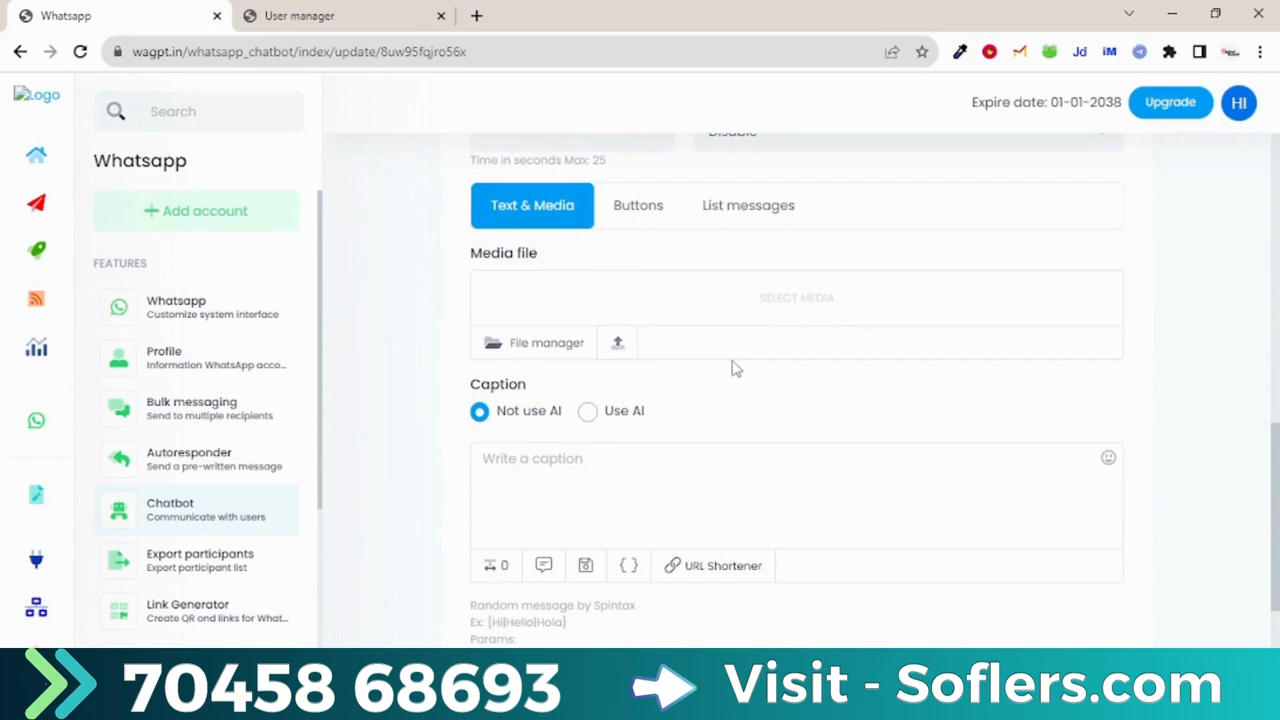 Whatsapp
User manager
wagpt.in/whatsapp_chatbot/index/update/8uw95fqjro56x
Jd
iM
Logo
Search
Expire date: 01-01-2038
Upgrade
HI
Whatsapp
Add account
FEATURES
Whatsapp
Customize system interface
Profile
Information WhatsApp acco...
Bulk messaging
Send to multiple recipients
Autoresponder
Send a pre-written message
Chatbot
Communicate with users
Export participants
Export participant list
Link Generator
Create QR and links for What...
Disable
Time in seconds Max: 25
Text & Media
Buttons
List messages
Media file
SELECT MEDIA
File manager
Caption
Not use AI
Use AI
Write a caption
0
URL Shortener
Random message by Spintax
Ex: {Hi|Hello|Hola}
Params:
70458 68693
Visit - Soflers.com